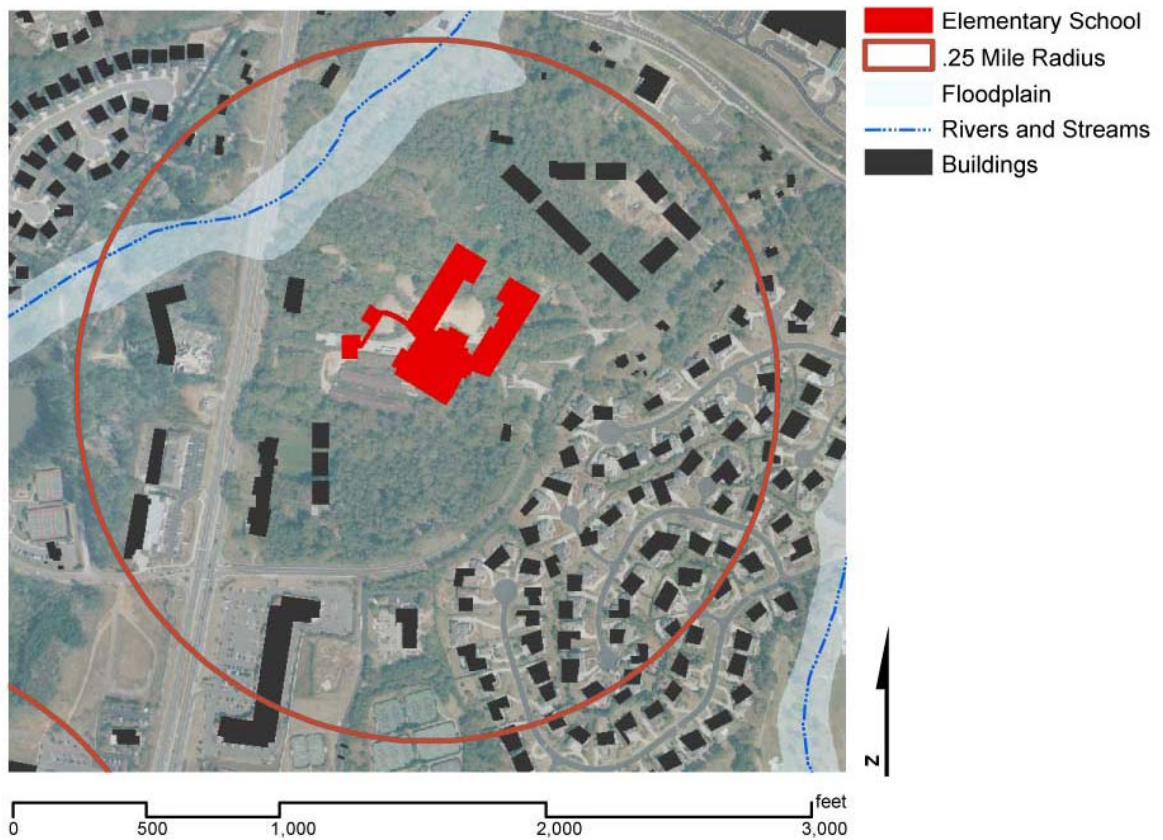 Elementary School
.25 Mile Radius
Floodplain
Rivers and Streams
Buildings
N
feet
0 500 1,000 2,000 3,000